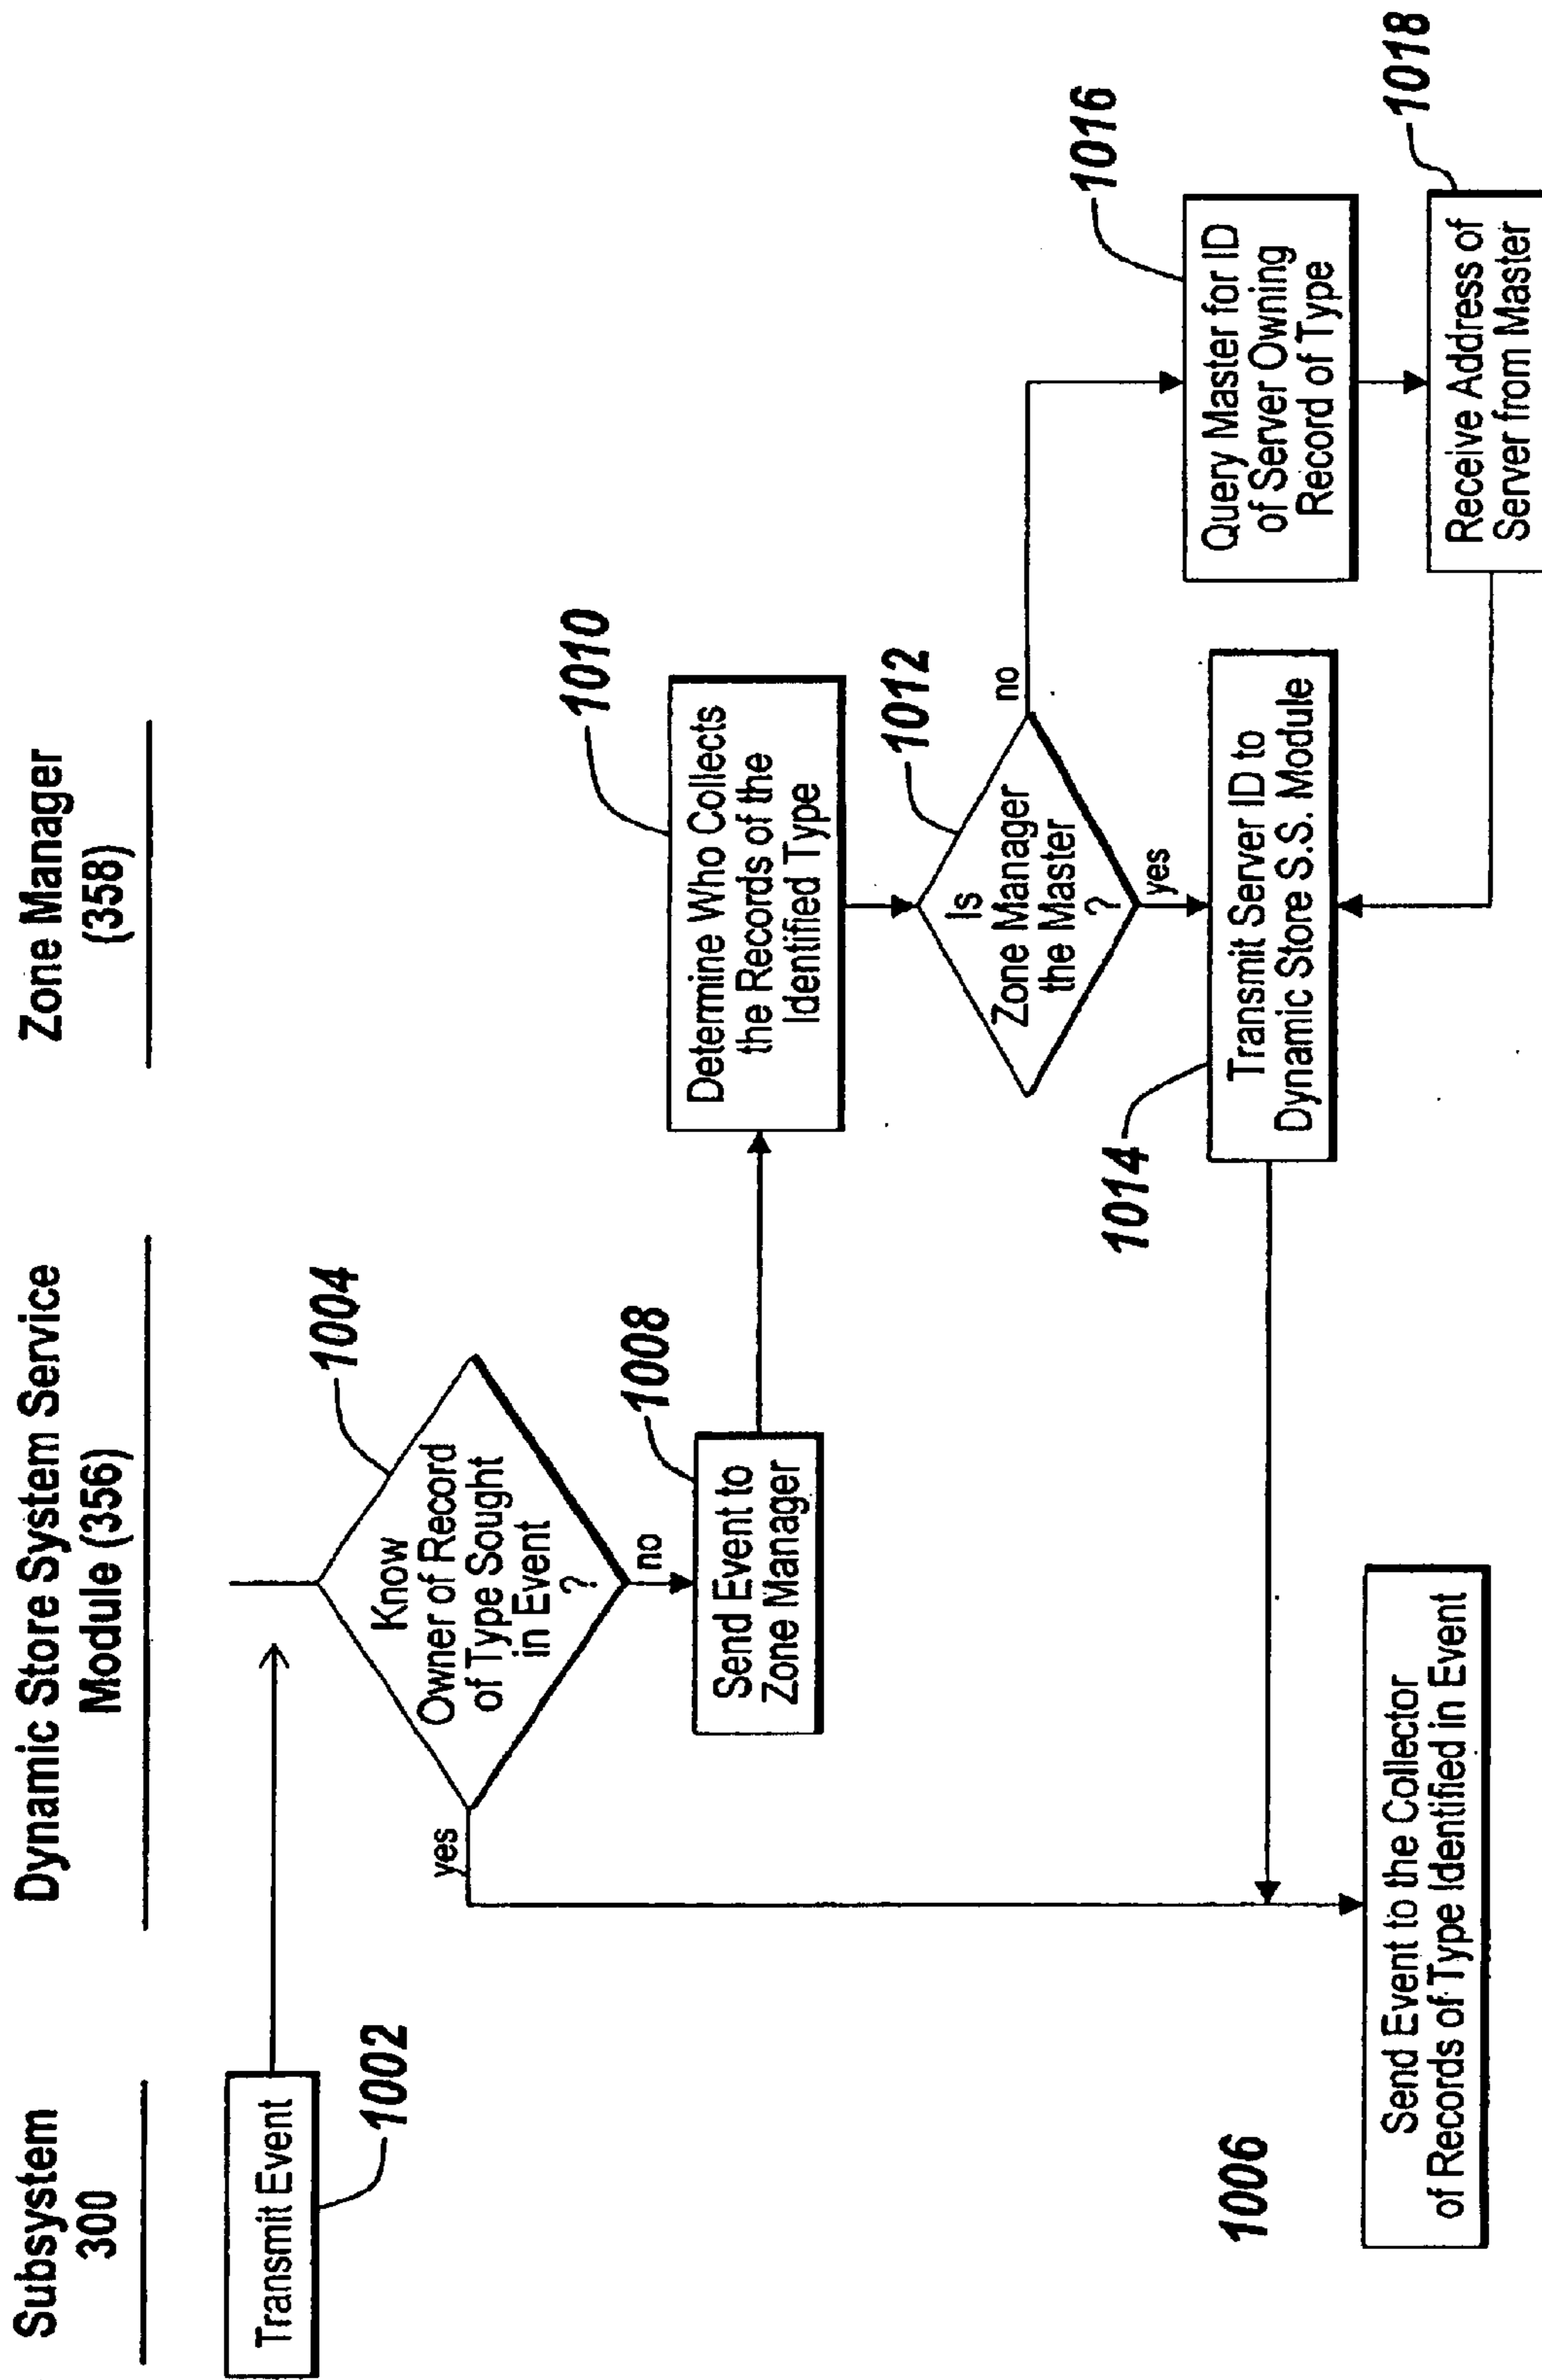 Subsystem
300
Dynamic Store System Service
Module (356)
Zone Manager
(358)
Transmit Event
1002
1004
Know
Owner of Record
of Type Sought
in Event
?
yes
no
1008
Send Event to
Zone Manager
1010
Determine Who Collects
the Records of the
Identified Type
1012
Is
Zone Manager
the Master
?
no
yes
1016
Query Master for ID
of Server Owning
Record of Type
1014
Transmit Server ID to
Dynamic Store S.S. Module
1018
Receive Address of
Server from Master
1006
Send Event to the Collector
of Records of Type Identified in Event